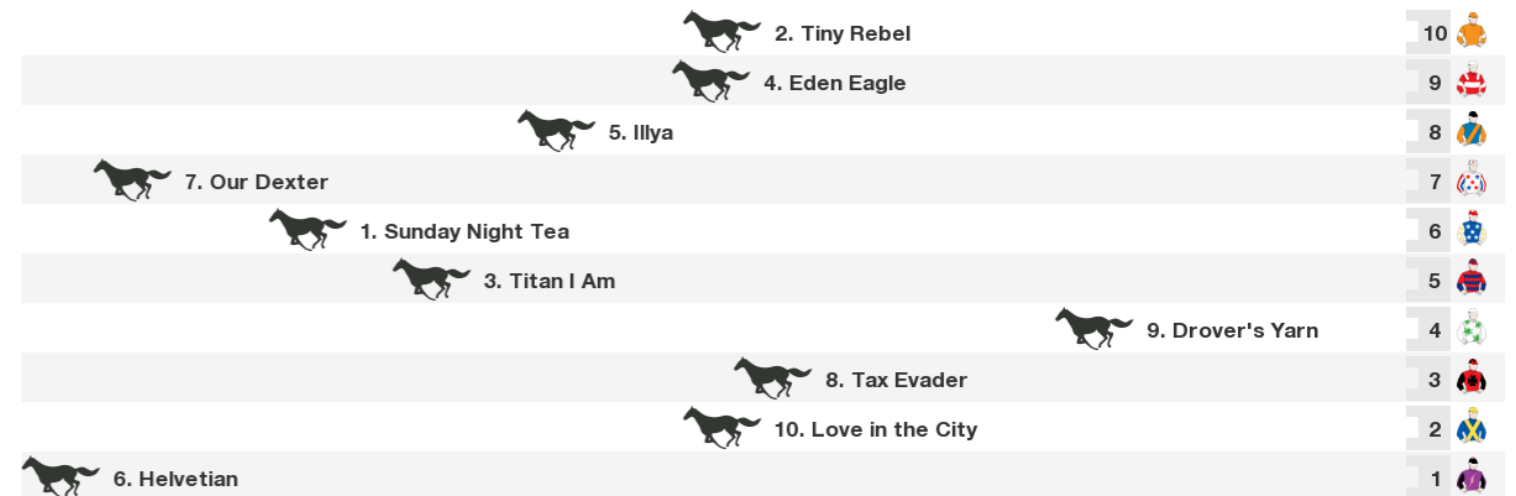 2. Tiny Rebel 10
4. Eden Eagle 9
5. Illya 8
7. Our Dexter 7
1. Sunday Night Tea 6
3. Titan I Am 5
9. Drover's Yarn 4
8. Tax Evader 3
10. Love in the City 2
6. Helvetian 1